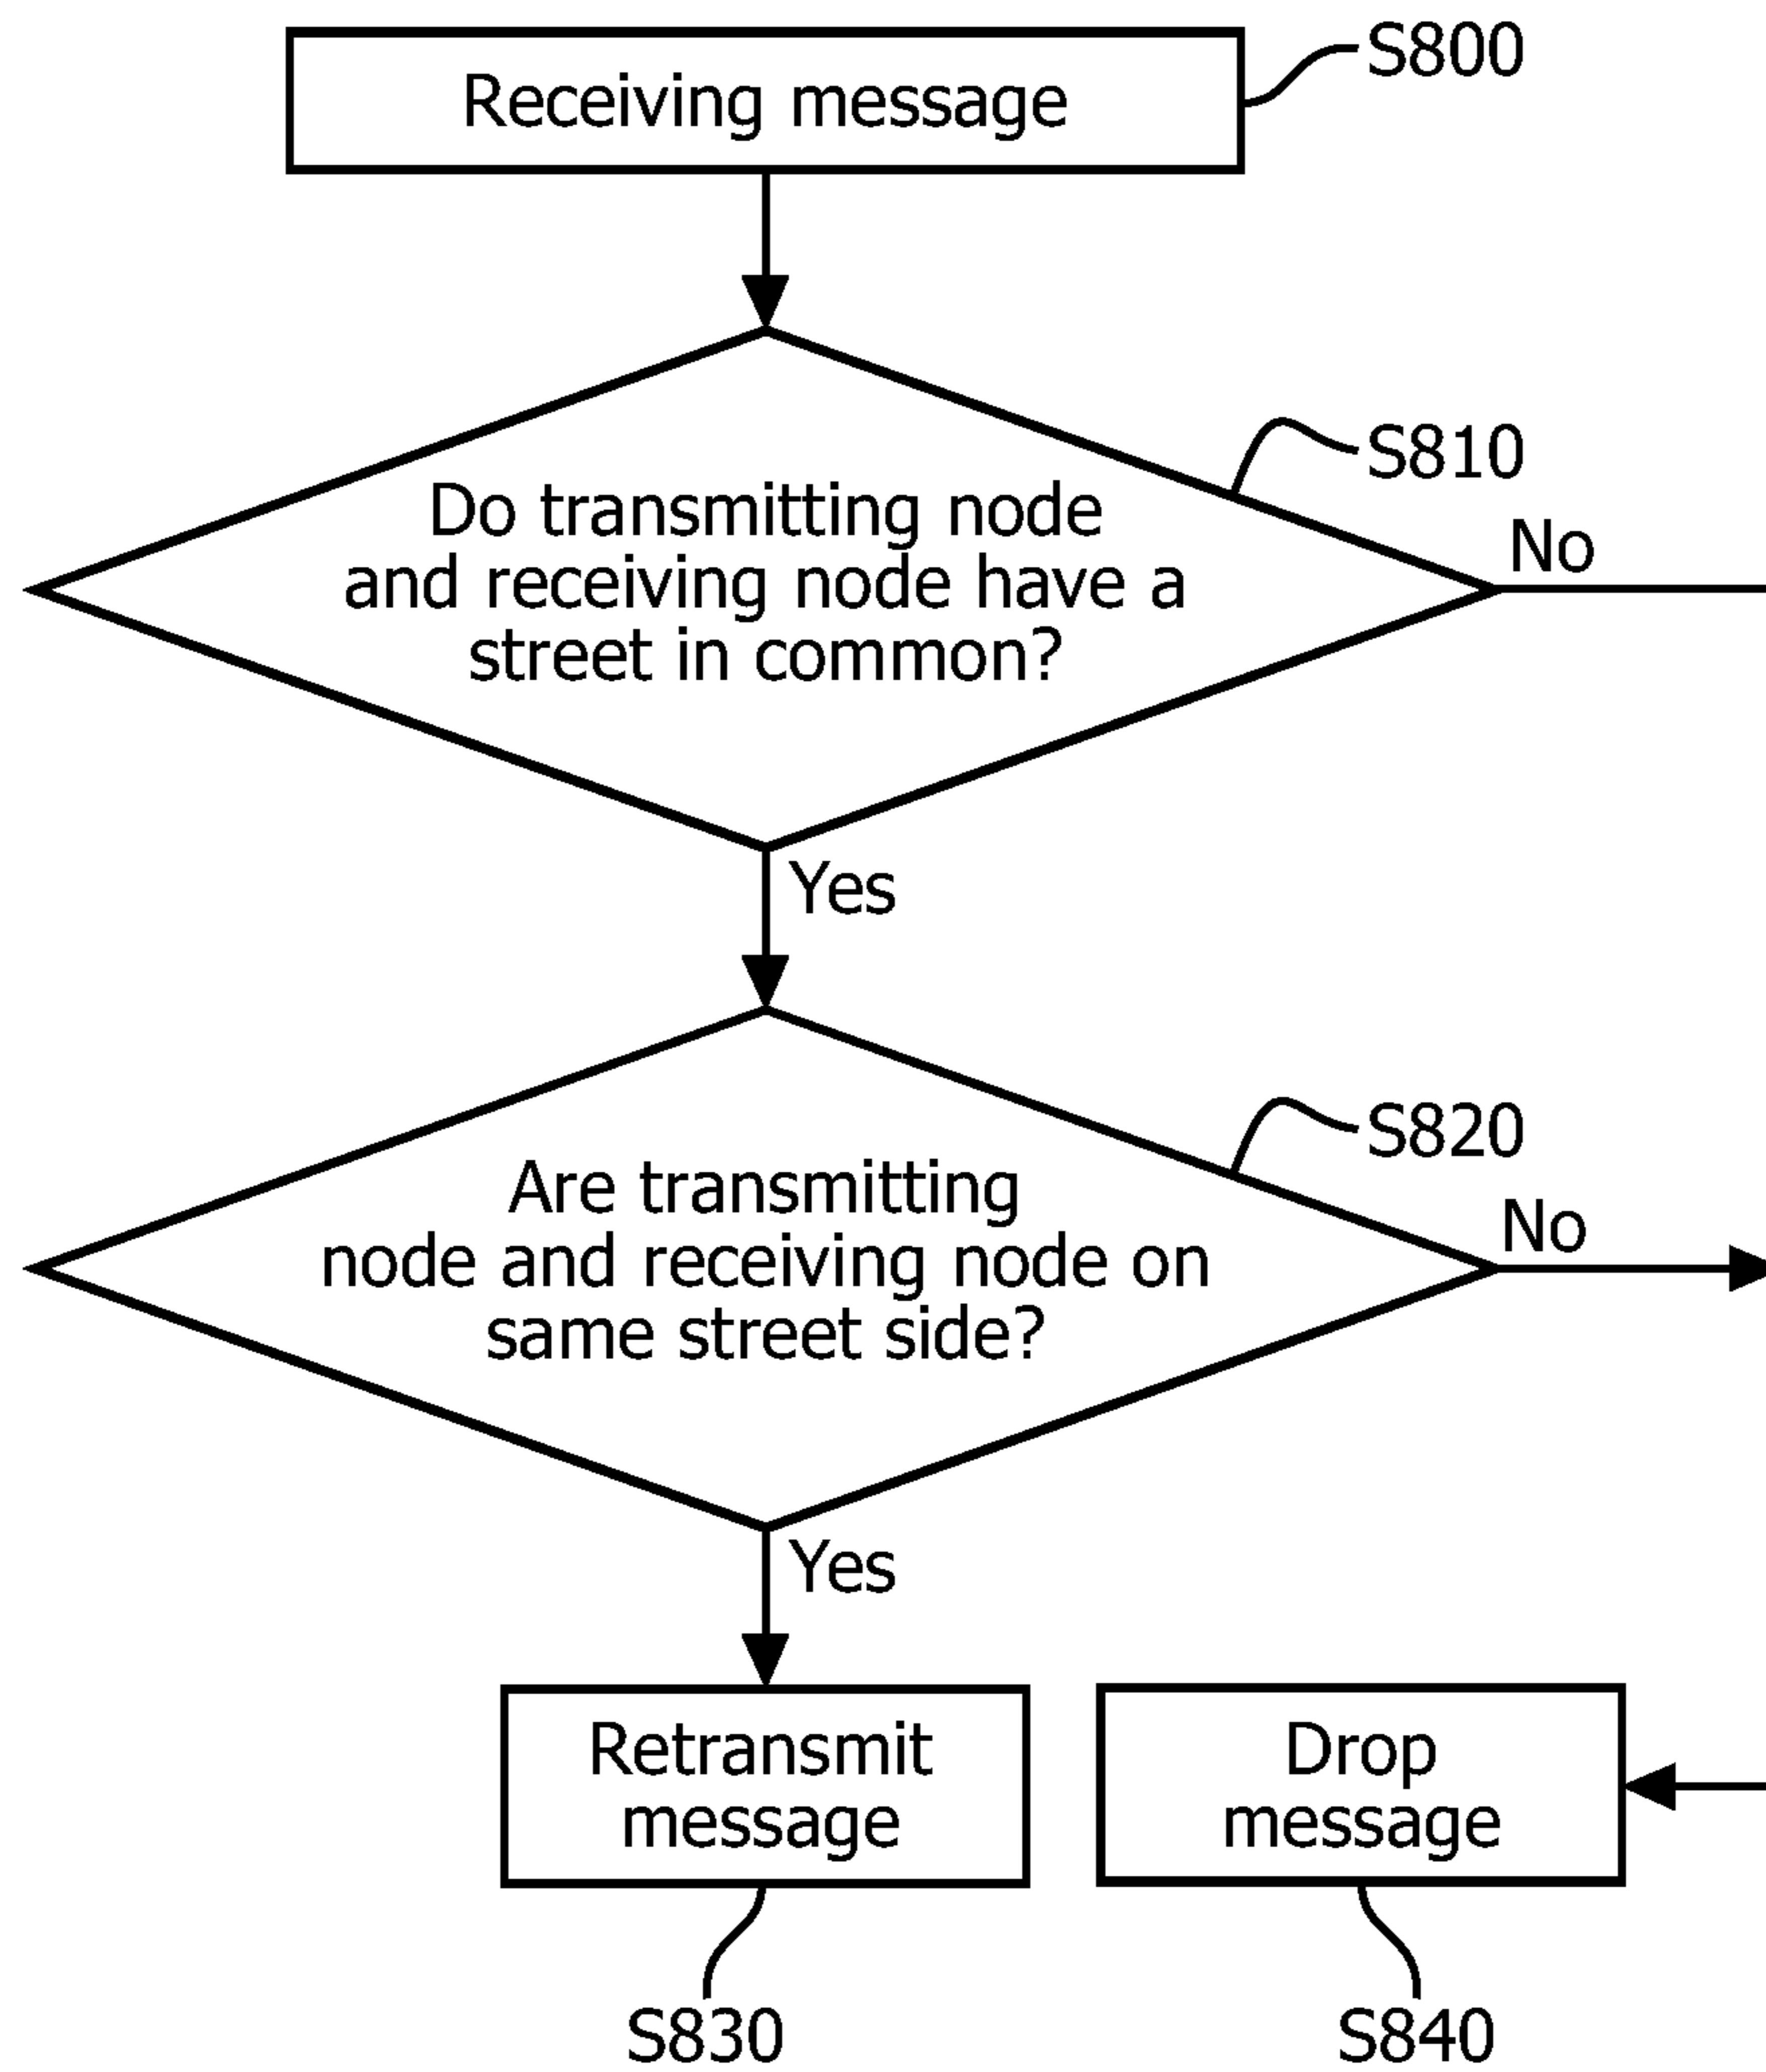 Receiving message
S800
Do transmitting node
and receiving node have a
street in common?
S810
No
Yes
Are transmitting
node and receiving node on
same street side?
S820
No
Yes
Retransmit
message
Drop
message
S830
S840